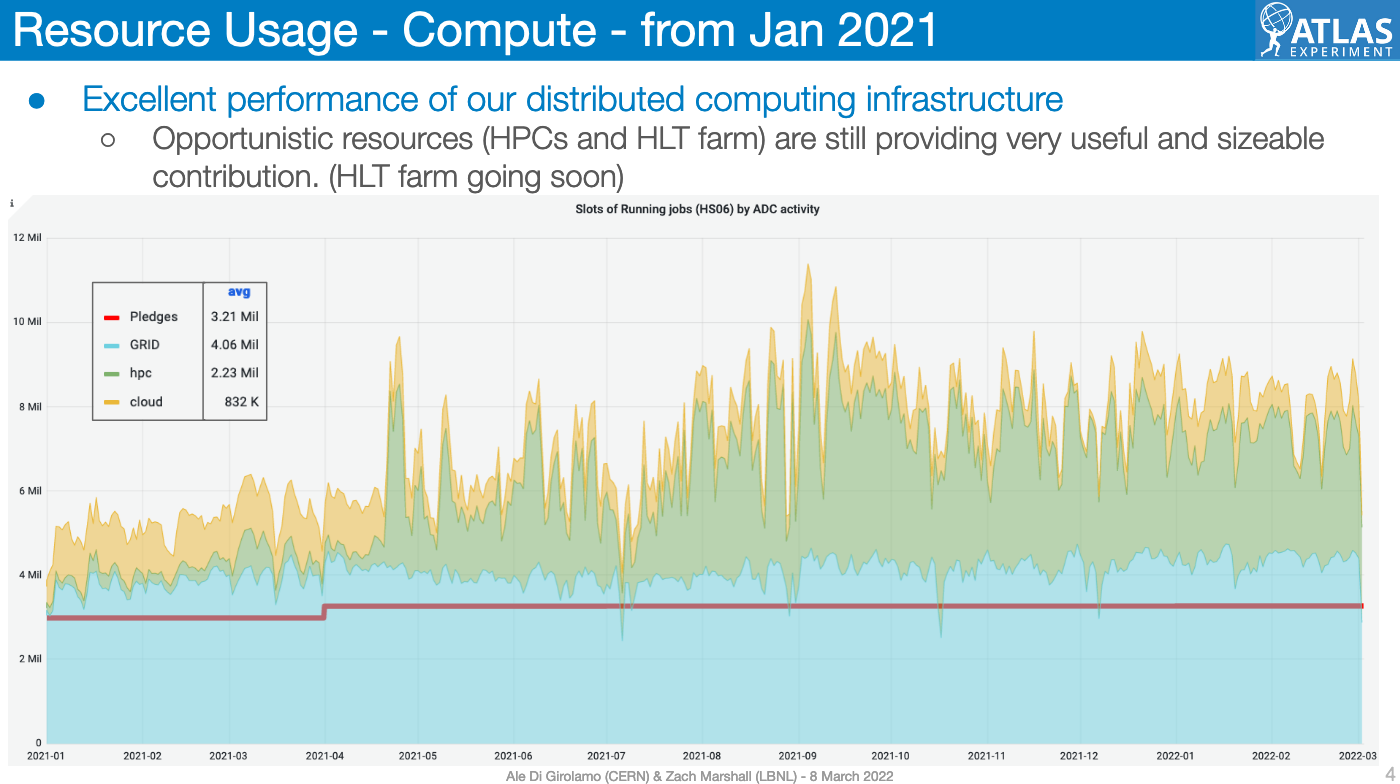 Resource Usage - Compute - from Jan 2021
ATLAS
EXPERIMENT
● Excellent performance of our distributed computing infrastructure
○ Opportunistic resources (HPCs and HLT farm) are still providing very useful and sizeable
contribution. (HLT farm going soon)
i
Slots of Running jobs (HS06) by ADC activity
12 Mil
10 Mil
8 Mil
6 Mil
4 Mil
2 Mil
0
avg
Pledges 3.21 Mil
GRID 4.06 Mil
hpc 2.23 Mil
cloud 832 K
2021-01 2021-02 2021-03 2021-04 2021-05 2021-06 2021-07 2021-08 2021-09 2021-10 2021-11 2021-12 2022-01 2022-02 2022-03
Ale Di Girolamo (CERN) & Zach Marshall (LBNL) - 8 March 2022
4